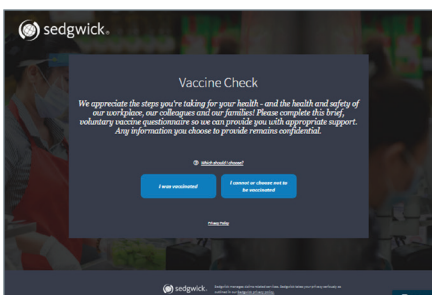 sedgwick.
Vaccine Check
We appreciate the steps you're taking for your health - and the health and safety of
our workplace, our colleagues and our families! Please complete this brief,
voluntary vaccine questionnaire so we can provide you with appropriate support.
Any information you choose to provide remains confidential.
Which should I choose?
I was vaccinated
I cannot or choose not to
be vaccinated
Privacy Policy
sedgwick.